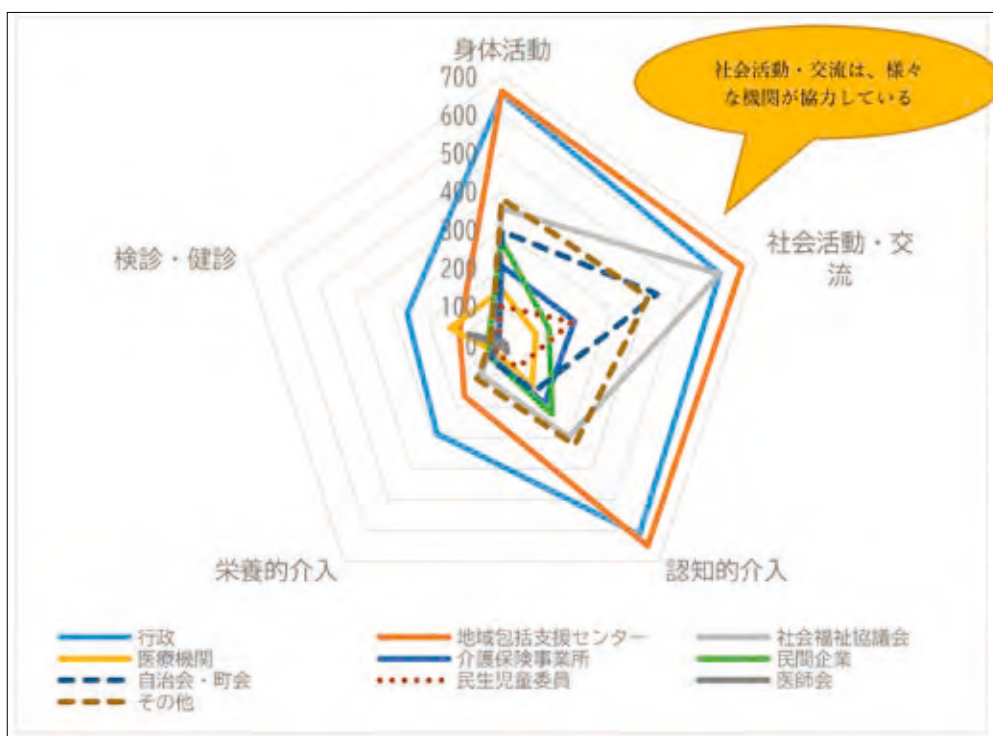 身体活動
700
600
500
400
300
200
100
0
社会活動・交流は、様々
な機関が協力している
社会活動・交
流
検診・健診
栄養的介入
認知的介入
行政
地域包括支援センター
社会福祉協議会
医療機関
介護保険事業所
民間企業
自治会・町会
民生児童委員
医師会
その他